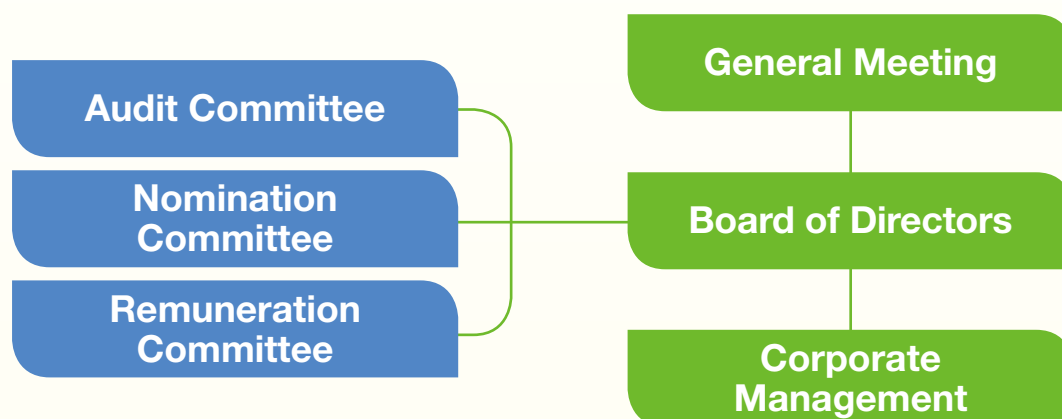 General Meeting
Audit Committee
Nomination
Committee
Board of Directors
Remuneration
Committee
Corporate
Management